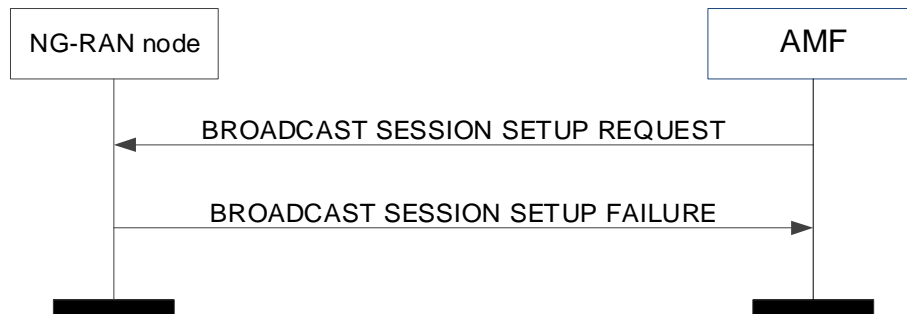 NG-RAN node
AMF
BROADCAST SESSION SETUP REQUEST
BROADCAST SESSION SETUP FAILURE